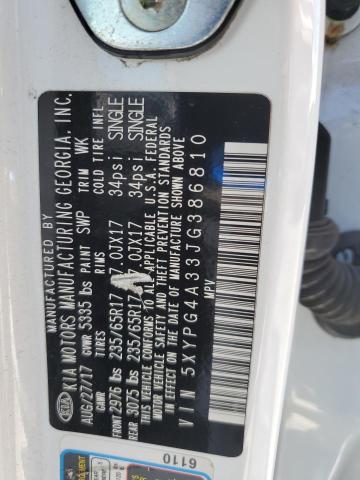 MANUFACTURED BY
KIA KIA MOTORS MANUFACTURING GEORGIA, INC.
AUG/27/17 GVWR 5335 lbs PAINT SWP TRIM WK
GAWR TIRES RIMS COLD TIRE INFL.
FRONT 2976 lbs 235/65R17 7.0JX17 34psi SINGLE
REAR 3075 lbs 235/65R17 7.0JX17 34psi SINGLE
THIS VEHICLE CONFORMS TO ALL APPLICABLE U.S.A. FEDERAL
MOTOR VEHICLE SAFETY AND THEFT PREVENTION STANDARDS
IN EFFECT ON THE DATE OF MANUFACTURE SHOWN ABOVE
VIN 5XYPG4A33JG386810
MPV
6110